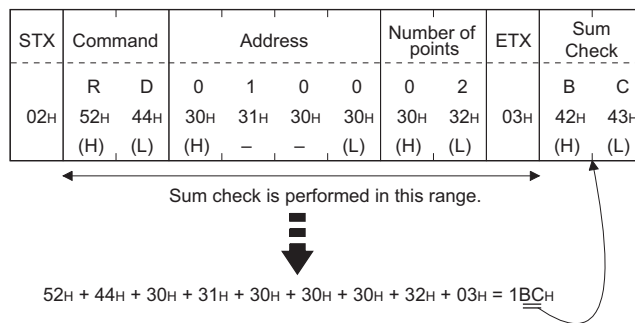 STX Command Address Number of points ETX Sum Check
R D 0 1 0 0 0 2 B C
02H 52H 44H 30H 31H 30H 30H 30H 32H 03H 42H 43H
(H) (L) (H) – – (L) (H) (L) (H) (L)
Sum check is performed in this range.
52H + 44H + 30H + 31H + 30H + 30H + 30H + 32H + 03H = 1BCH